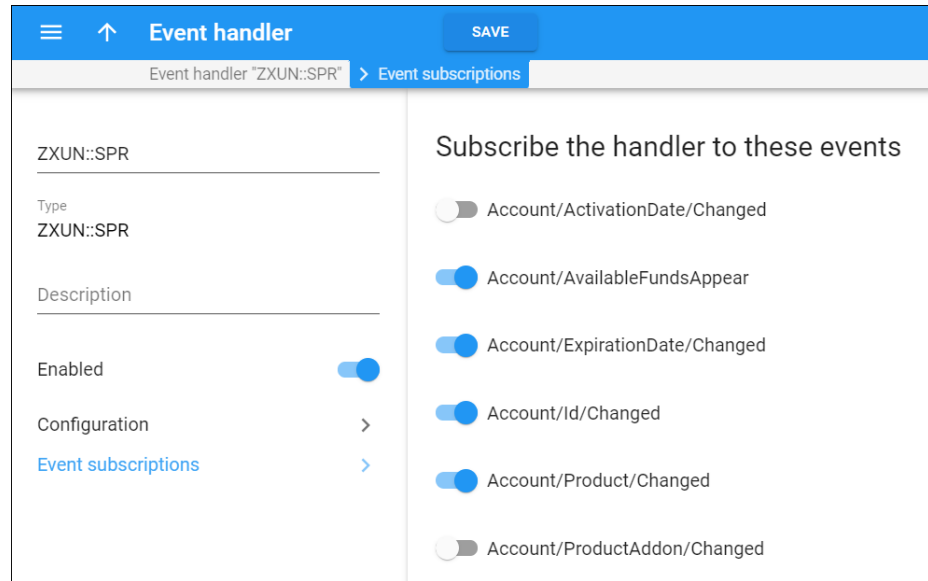 Event handler
SAVE
Event handler "ZXUN::SPR"
Event subscriptions
ZXUN::SPR
Type
ZXUN::SPR
Description
Enabled
Configuration
Event subscriptions
Subscribe the handler to these events
Account/ActivationDate/Changed
Account/AvailableFundsAppear
Account/ExpirationDate/Changed
Account/Id/Changed
Account/Product/Changed
Account/ProductAddon/Changed